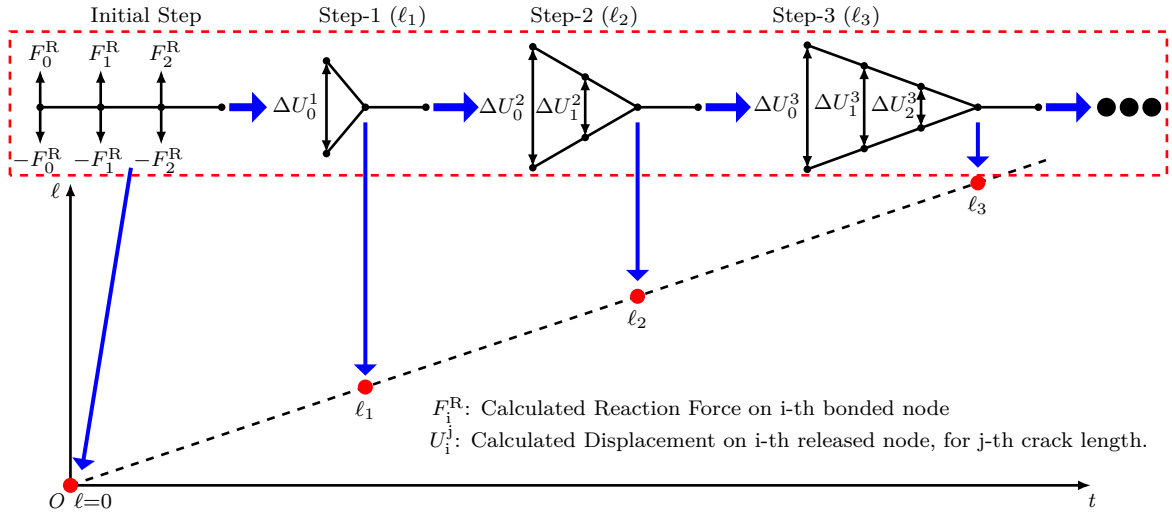 Initial Step
Step-1 (ℓ₁)
Step-2 (ℓ₂)
Step-3 (ℓ₃)
F₀ᴿ F₁ᴿ F₂ᴿ
−F₀ᴿ −F₁ᴿ −F₂ᴿ
ΔU₀¹
ΔU₀² ΔU₁²
ΔU₀³ ΔU₁³ ΔU₂³
ℓ
ℓ₃
ℓ₂
ℓ₁
Fᵢᴿ: Calculated Reaction Force on i-th bonded node
Uᵢʲ: Calculated Displacement on i-th released node, for j-th crack length.
O ℓ=0
t